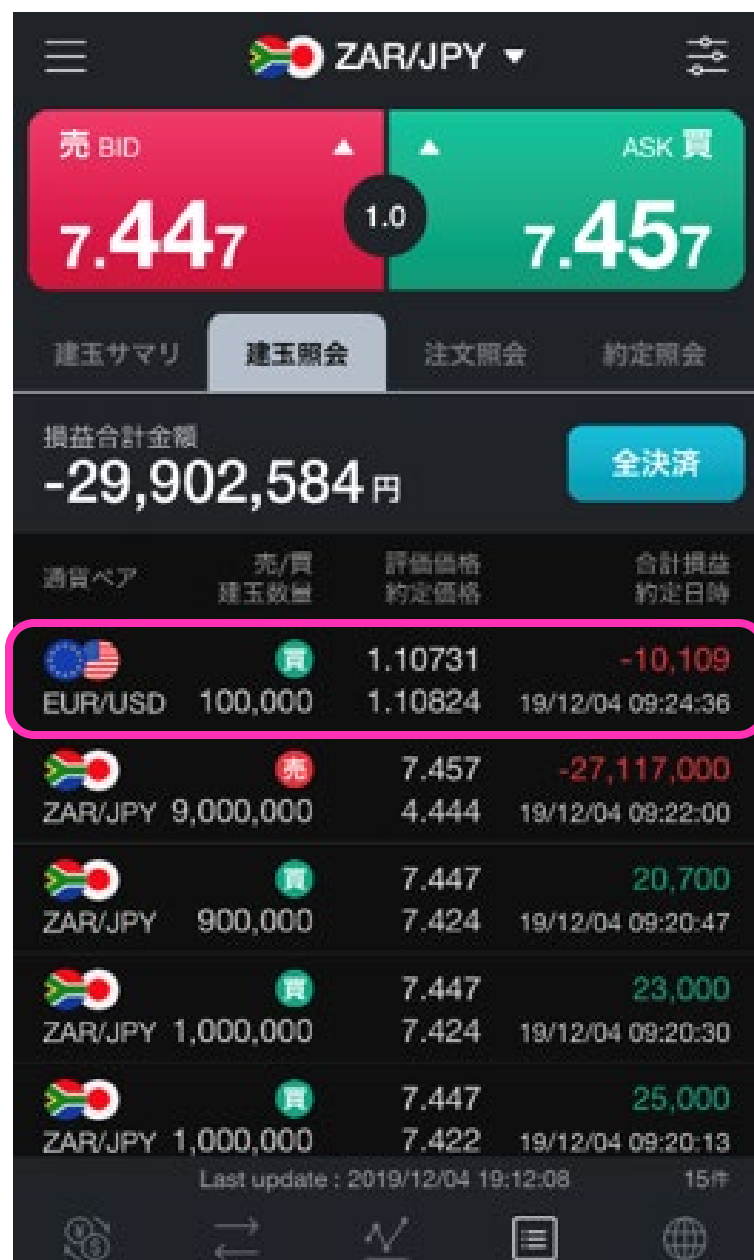 ZAR/JPY ▼
売 BID ASK 買
7.447 1.0 7.457
建玉サマリ 建玉照会 注文照会 約定照会
損益合計金額
-29,902,584 円 全決済
通貨ペア 売/買 評価価格 合計損益
建玉数量 約定価格 約定日時
買 1.10731 -10,109
EUR/USD 100,000 1.10824 19/12/04 09:24:36
売 7.457 -27,117,000
ZAR/JPY 9,000,000 4.444 19/12/04 09:22:00
買 7.447 20,700
ZAR/JPY 900,000 7.424 19/12/04 09:20:47
買 7.447 23,000
ZAR/JPY 1,000,000 7.424 19/12/04 09:20:30
買 7.447 25,000
ZAR/JPY 1,000,000 7.422 19/12/04 09:20:13
Last update : 2019/12/04 19:12:08 15件